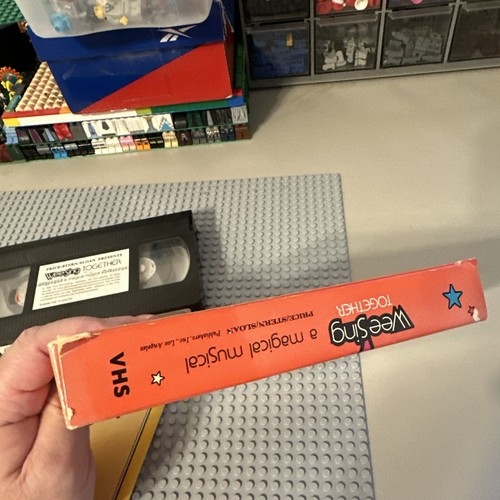 Wee Sing
TOGETHER
a magical musical
PRICE/STERN/SLOAN Publishers, Inc., Los Angeles
VHS
PRICE/STERN/SLOAN PRESENTS
Wee Sing TOGETHER